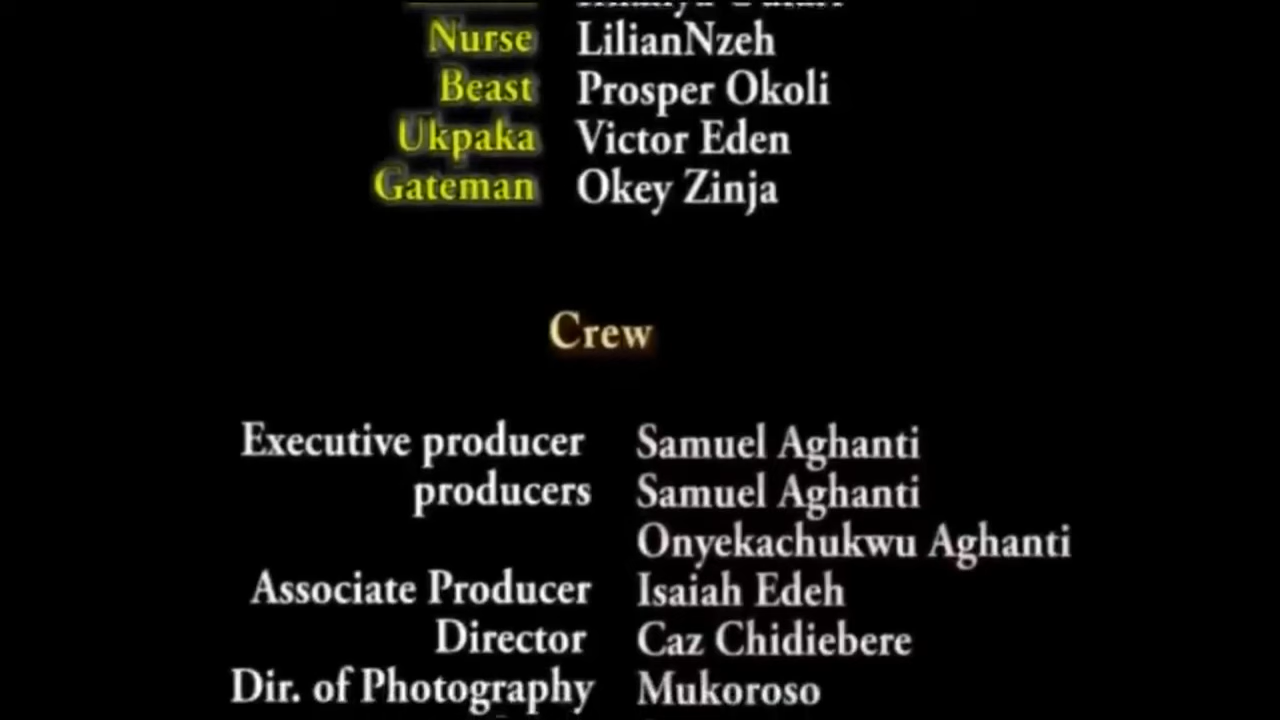 Nurse LilianNzeh
Beast Prosper Okoli
Ukpaka Victor Eden
Gateman Okey Zinja
Crew
Executive producer Samuel Aghanti
producers Samuel Aghanti
Onyekachukwu Aghanti
Associate Producer Isaiah Edeh
Director Caz Chidiebere
Dir. of Photography Mukoroso